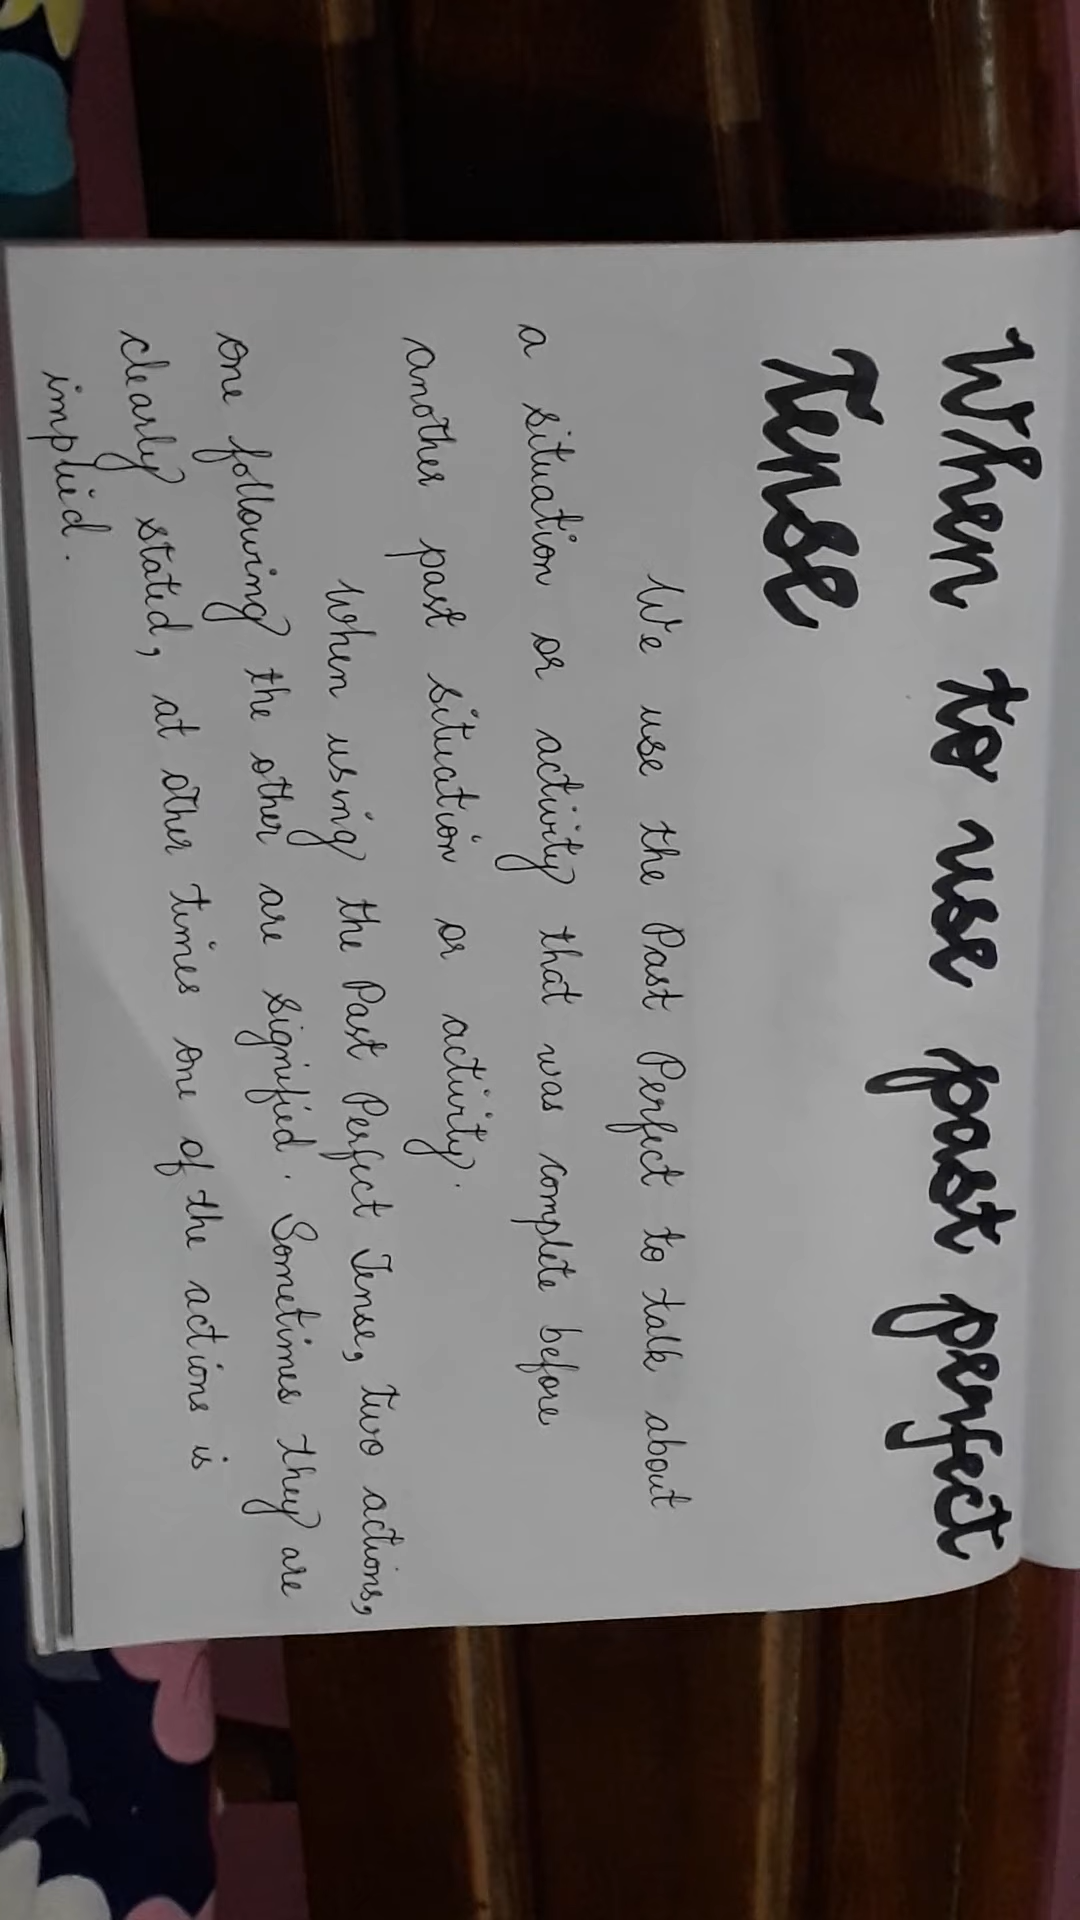 When to use past perfect
Tense
We use the Past Perfect to talk about
a situation or activity that was complete before
another past situation or activity.
When using the Past Perfect Tense, two actions,
one following the other are signified. Sometimes they are
clearly stated, at other times one of the actions is
implied.